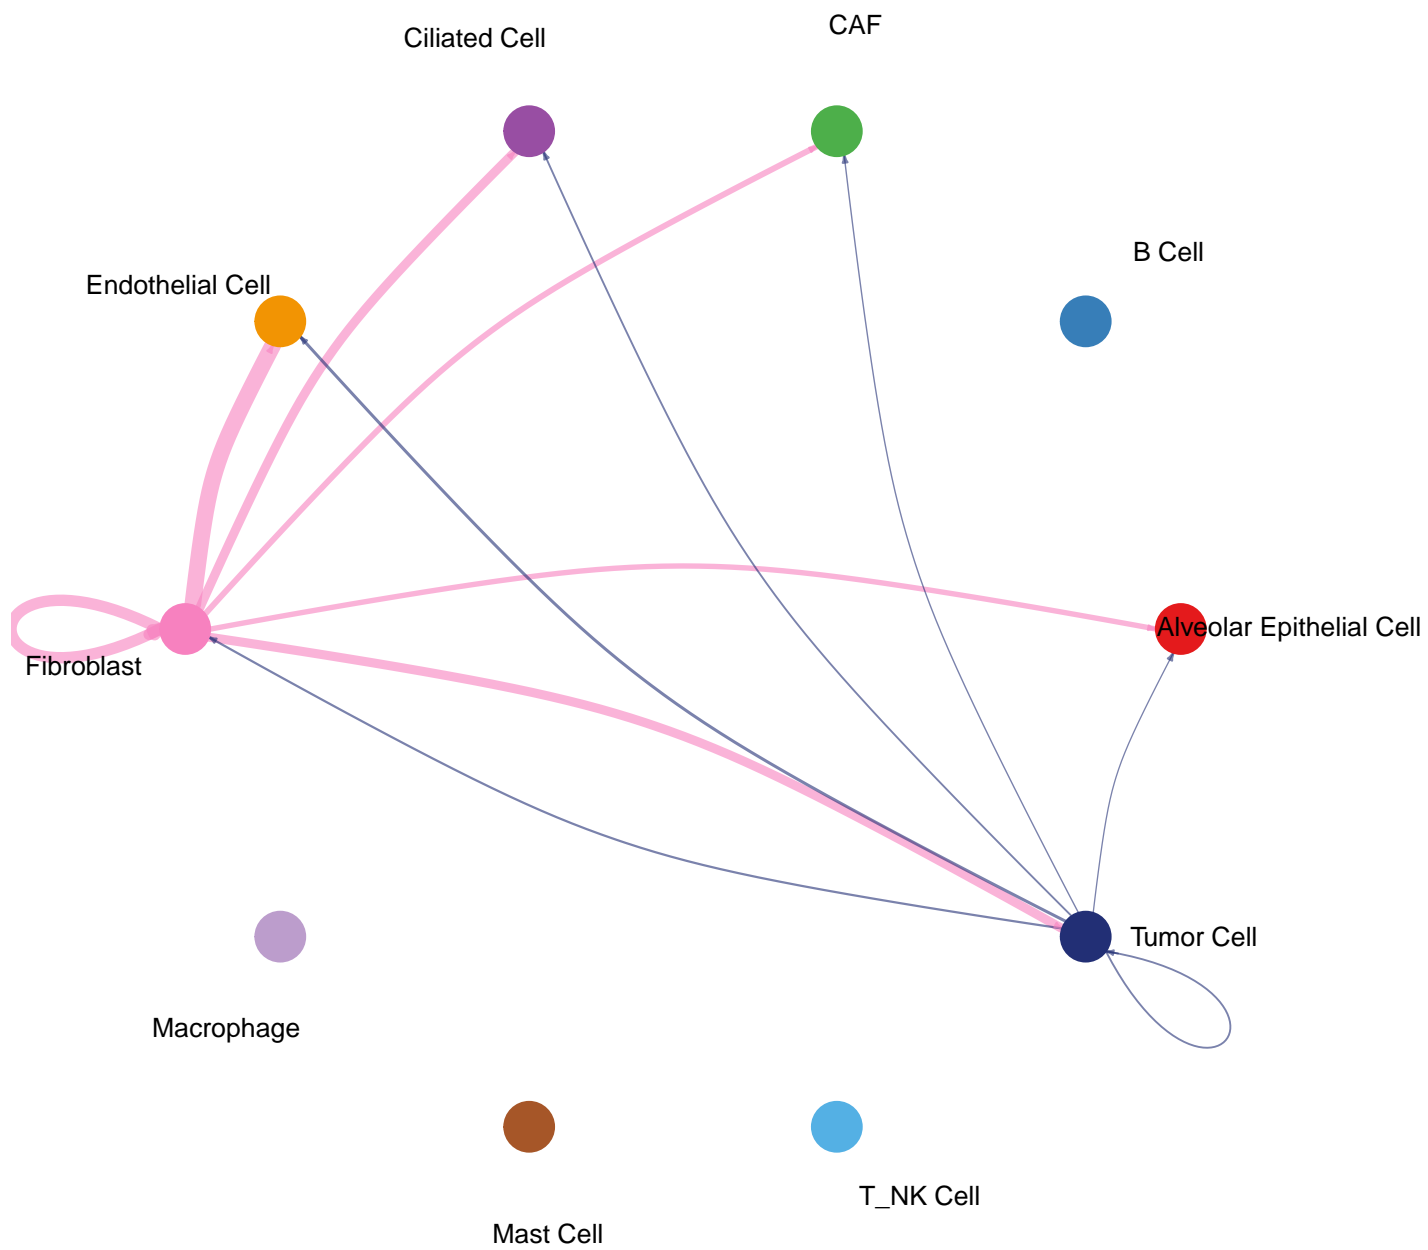 CAF
Ciliated Cell
B Cell
Endothelial Cell
Alveolar Epithelial Cell
Fibroblast
Tumor Cell
Macrophage
T_NK Cell
Mast Cell